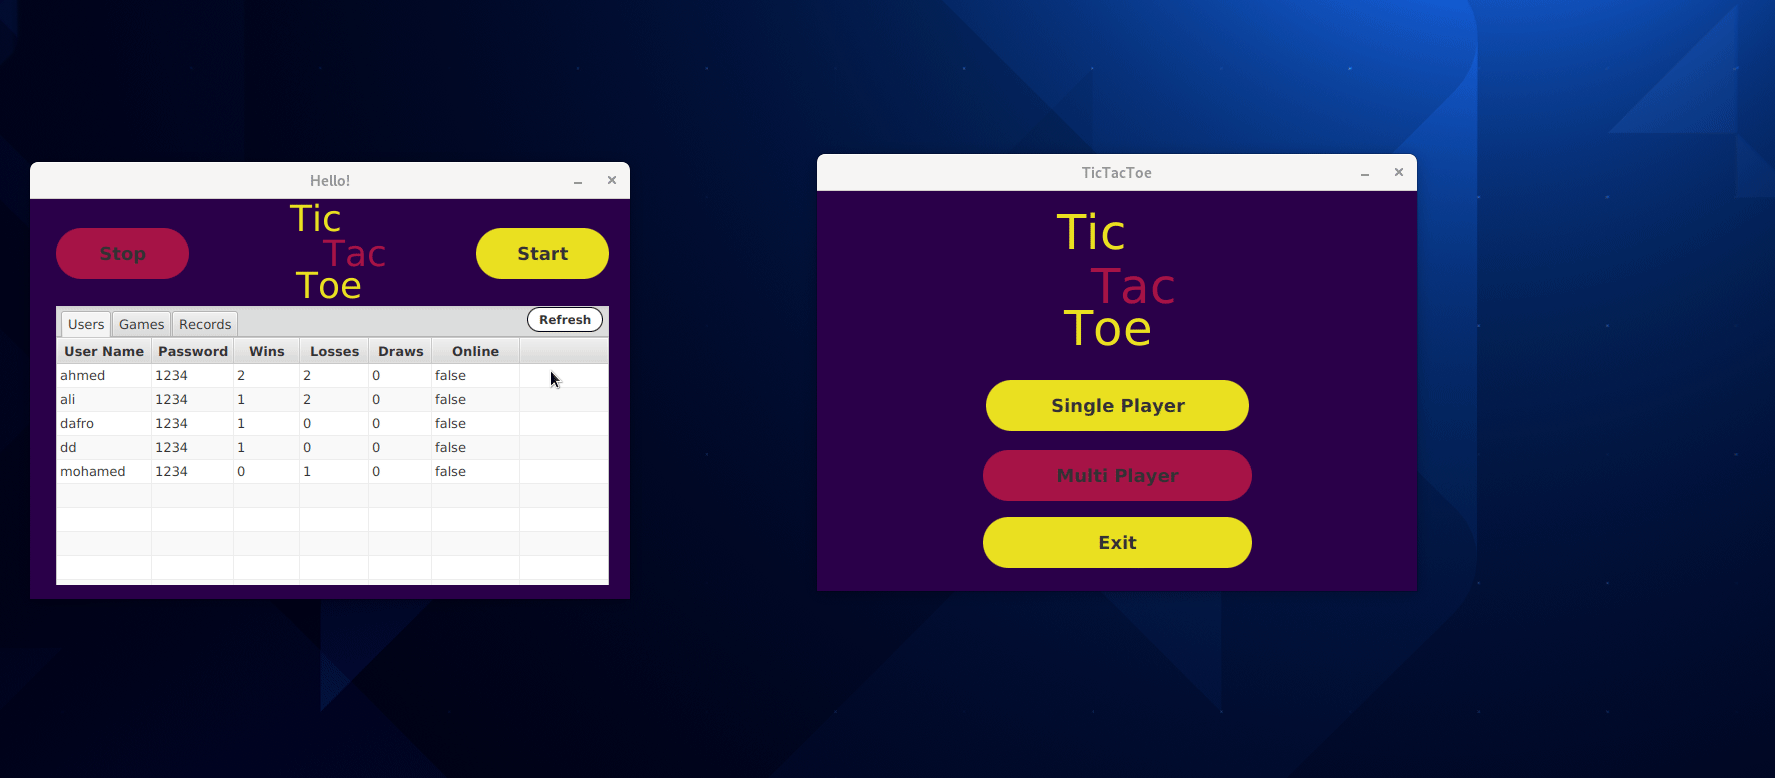 Hello!
Tic
Tac
Toe
Stop
Start
Users Games Records Refresh
User Name Password Wins Losses Draws Online
ahmed 1234 2 2 0 false
ali 1234 1 2 0 false
dafro 1234 1 0 0 false
dd 1234 1 0 0 false
mohamed 1234 0 1 0 false
TicTacToe
Tic
Tac
Toe
Single Player
Multi Player
Exit